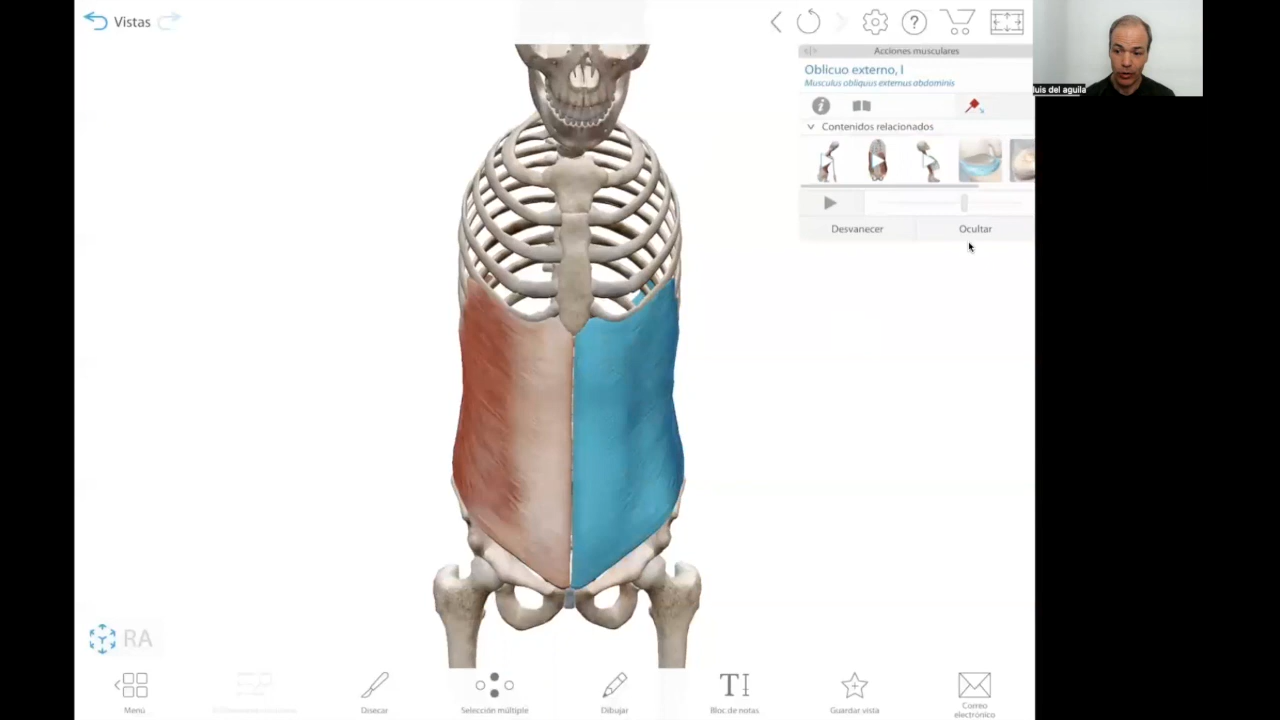 Vistas
Acciones musculares
Oblicuo externo, I
Musculus obliquus externus abdominis
Contenidos relacionados
Desvanecer
Ocultar
luis del aguila
RA
Menú
Disecar
Selección múltiple
Dibujar
TI
Bloc de notas
Guardar vista
Correo
electrónico